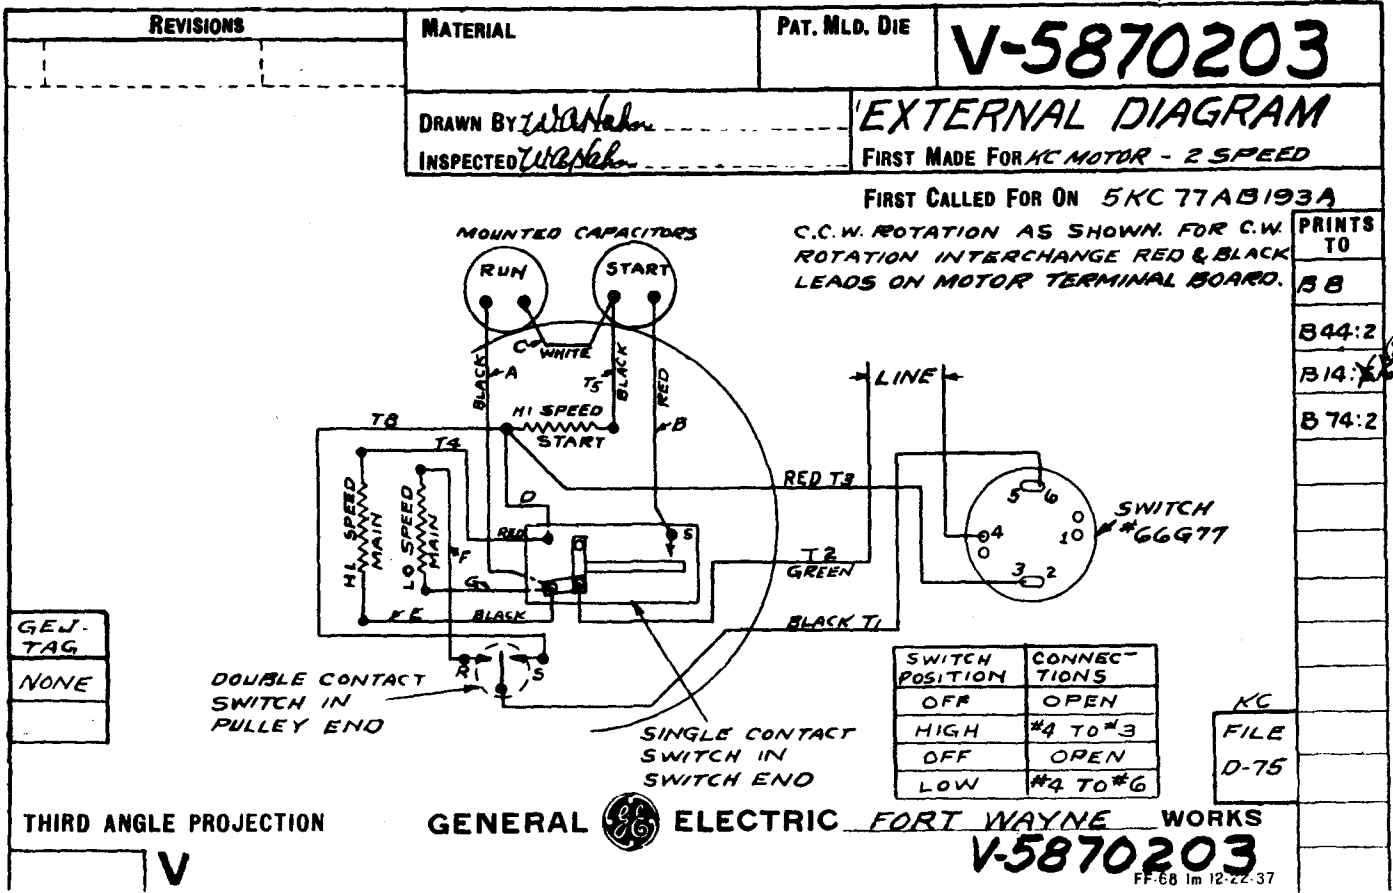 REVISIONS
MATERIAL
PAT. MLD. DIE
V-5870203
DRAWN BY W.A. Hahn
INSPECTED W.A. Hahn
EXTERNAL DIAGRAM
FIRST MADE FOR KC MOTOR - 2 SPEED
FIRST CALLED FOR ON 5KC 77AB193A
C.C.W. ROTATION AS SHOWN. FOR C.W.
ROTATION INTERCHANGE RED & BLACK
LEADS ON MOTOR TERMINAL BOARD.
PRINTS
TO
B 8
B44:2
B14:
B 74:2
MOUNTED CAPACITORS
RUN
START
C
WHITE
BLACK
A
T5
BLACK
RED
B
LINE
HI SPEED
START
T8
T4
RED T3
D
RED
S
HI SPEED
MAIN
LO SPEED
MAIN
F
G
E
BLACK
T2
GREEN
BLACK T1
5 6
4
1
3 2
SWITCH
#66G77
R
S
DOUBLE CONTACT
SWITCH IN
PULLEY END
SINGLE CONTACT
SWITCH IN
SWITCH END
SWITCH
POSITION
CONNEC-
TIONS
OFF OPEN
HIGH #4 TO #3
OFF OPEN
LOW #4 TO #6
GEJ-
TAG
NONE
KC
FILE
D-75
THIRD ANGLE PROJECTION
GENERAL GE ELECTRIC FORT WAYNE WORKS
V
V-5870203
FF-68 1m 12-22-37